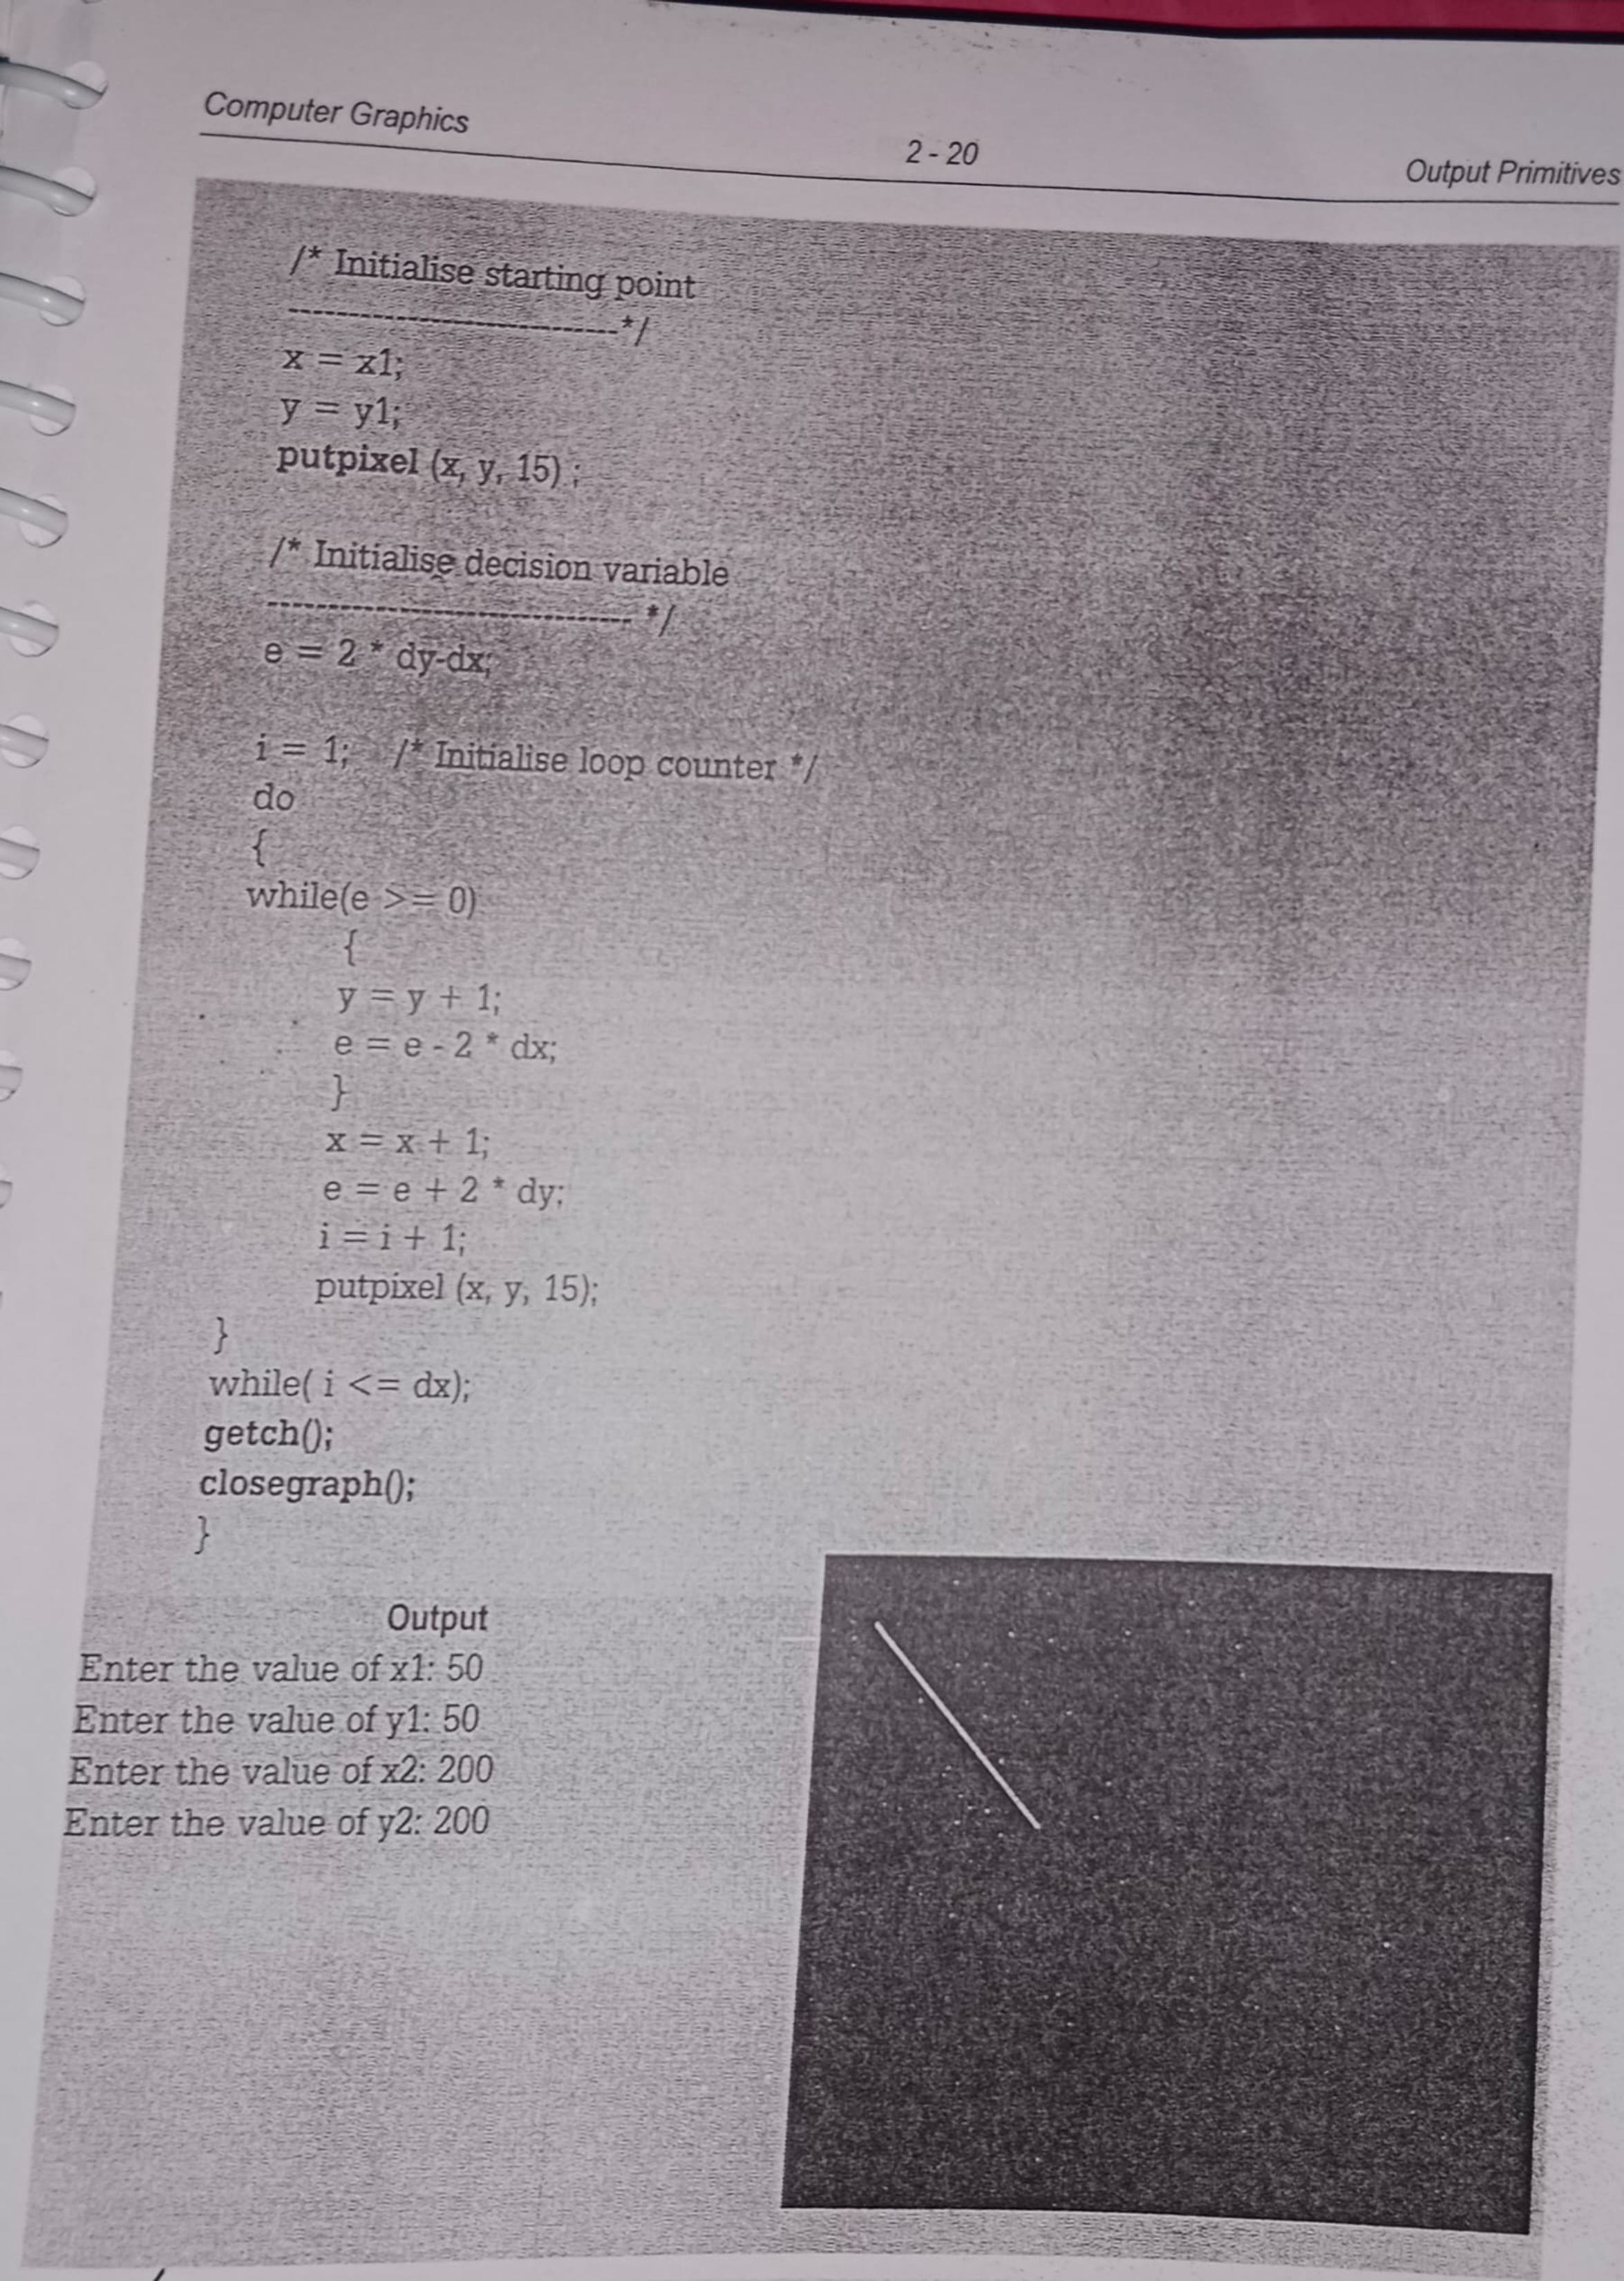 Computer Graphics
2 - 20
Output Primitives
/* Initialise starting point
---------------------------*/
x = x1;
y = y1;
putpixel (x, y, 15) ;
/* Initialise decision variable
------------------------------ */
e = 2 * dy-dx;
i = 1; /* Initialise loop counter */
do
{
while(e >= 0)
{
y = y + 1;
e = e - 2 * dx;
}
x = x + 1;
e = e + 2 * dy;
i = i + 1;
putpixel (x, y, 15);
}
while( i <= dx);
getch();
closegraph();
}
Output
Enter the value of x1: 50
Enter the value of y1: 50
Enter the value of x2: 200
Enter the value of y2: 200